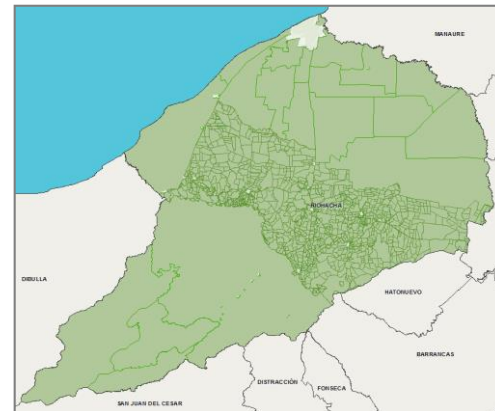 MANAURE
RIOHACHA
DIBULLA
HATONUEVO
BARRANCAS
DISTRACCIÓN
FONSECA
SAN JUAN DEL CESAR